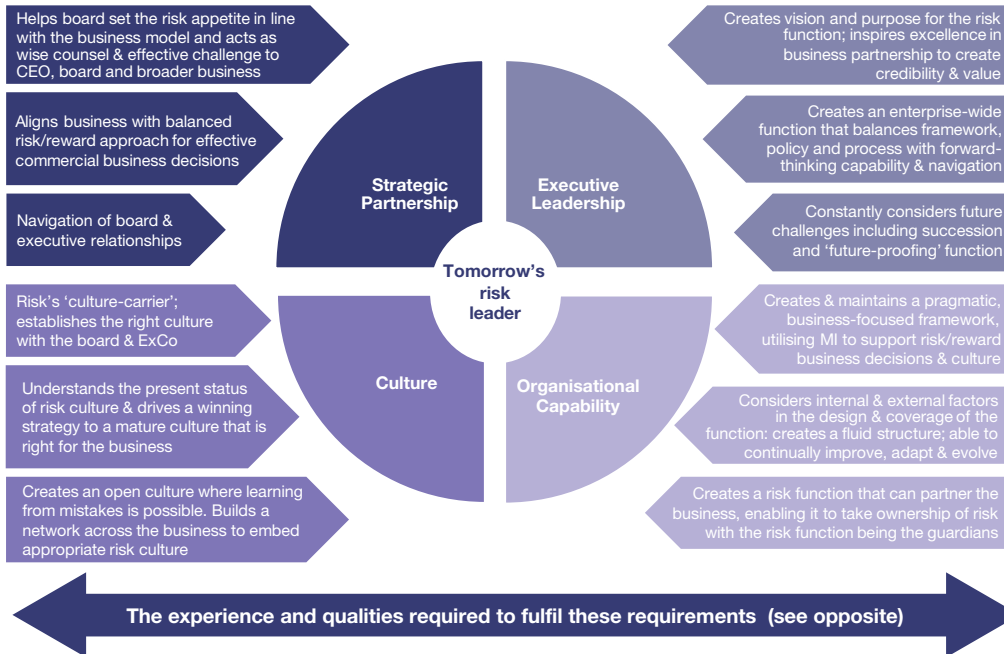 Helps board set the risk appetite in line
with the business model and acts as
wise counsel & effective challenge to
CEO, board and broader business
Aligns business with balanced
risk/reward approach for effective
commercial business decisions
Navigation of board &
executive relationships
Risk's 'culture-carrier';
establishes the right culture
with the board & ExCo
Understands the present status
of risk culture & drives a winning
strategy to a mature culture that is
right for the business
Creates an open culture where learning
from mistakes is possible. Builds a
network across the business to embed
appropriate risk culture
Strategic
Partnership
Executive
Leadership
Tomorrow's
risk
leader
Culture
Organisational
Capability
Creates vision and purpose for the risk
function; inspires excellence in
business partnership to create
credibility & value
Creates an enterprise-wide
function that balances framework,
policy and process with forward-
thinking capability & navigation
Constantly considers future
challenges including succession
and 'future-proofing' function
Creates & maintains a pragmatic,
business-focused framework,
utilising MI to support risk/reward
business decisions & culture
Considers internal & external factors
in the design & coverage of the
function: creates a fluid structure; able to
continually improve, adapt & evolve
Creates a risk function that can partner the
business, enabling it to take ownership of risk
with the risk function being the guardians
The experience and qualities required to fulfil these requirements (see opposite)